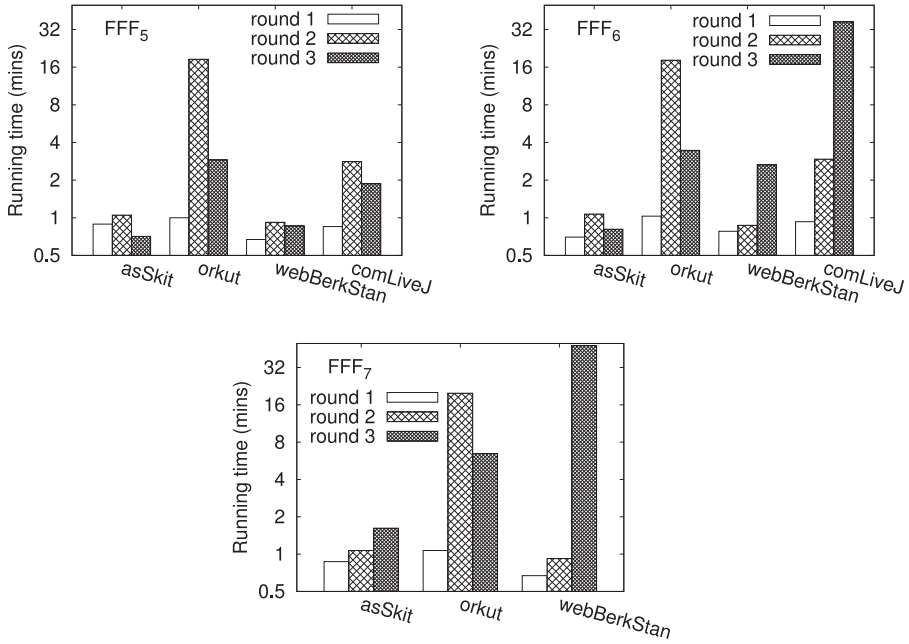 FFF5
round 1
round 2
round 3
Running time (mins)
32
16
8
4
2
1
0.5
asSkit
orkut
webBerkStan
comLiveJ
FFF6
round 1
round 2
round 3
Running time (mins)
32
16
8
4
2
1
0.5
asSkit
orkut
webBerkStan
comLiveJ
FFF7
round 1
round 2
round 3
Running time (mins)
32
8
4
2
1
0.5
asSkit
orkut
webBerkStan